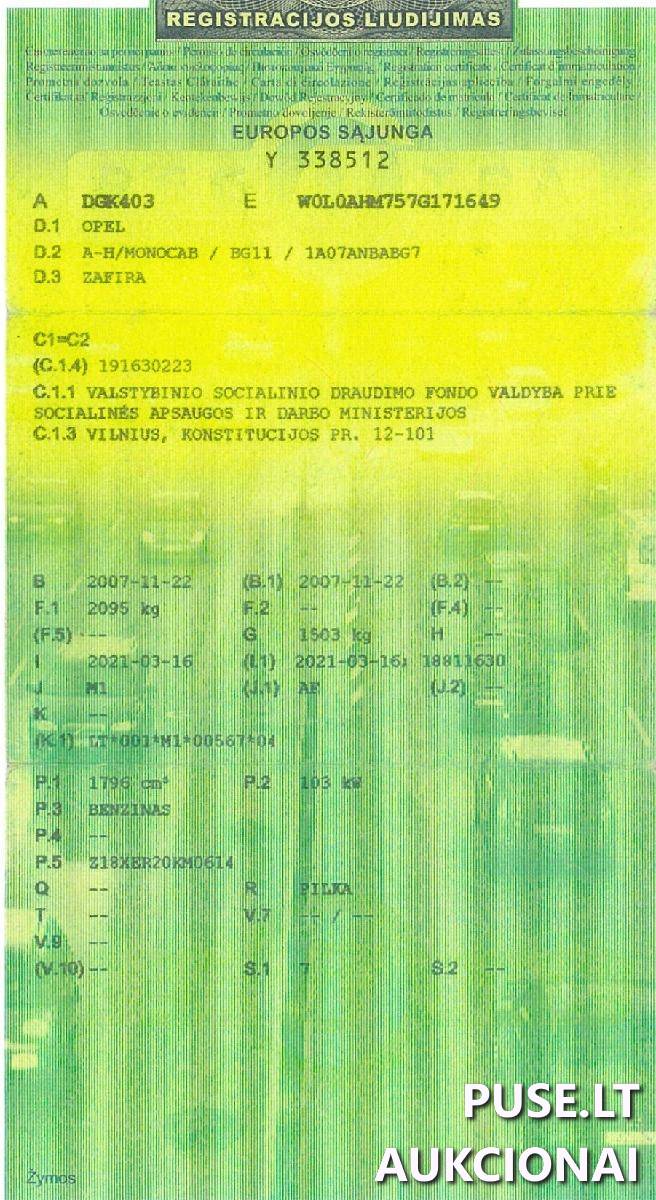 REGISTRACIJOS LIUDIJIMAS
EUROPOS SĄJUNGA
Y 338512
A DGK403 E W0L0AHM757G171649
D.1 OPEL
D.2 A-H/MONOCAB / BG11 / 1A07ANBABG7
D.3 ZAFIRA
C1=C2
(C.1.4) 191630223
C.1.1 VALSTYBINIO SOCIALINIO DRAUDIMO FONDO VALDYBA PRIE
SOCIALINĖS APSAUGOS IR DARBO MINISTERIJOS
C.1.3 VILNIUS, KONSTITUCIJOS PR. 12-101
B 2007-11-22 (B.1) 2007-11-22 (B.2) --
F.1 2095 kg F.2 -- (F.4) --
(F.5) -- G 1503 kg H --
I 2021-03-16 (I.1) 2021-03-16; 18811630
J M1 (J.1) AF (J.2) --
K --
(K.1) LT*001*M1*00567*04
P.1 1796 cm³ P.2 103 kW
P.3 BENZINAS
P.4 --
P.5 Z18XER20KM0614
Q -- R PILKA
T -- V.7 -- / --
V.9 --
(V.10) -- S.1 7 S.2 --
Žymos
PUSE.LT
AUKCIONAI